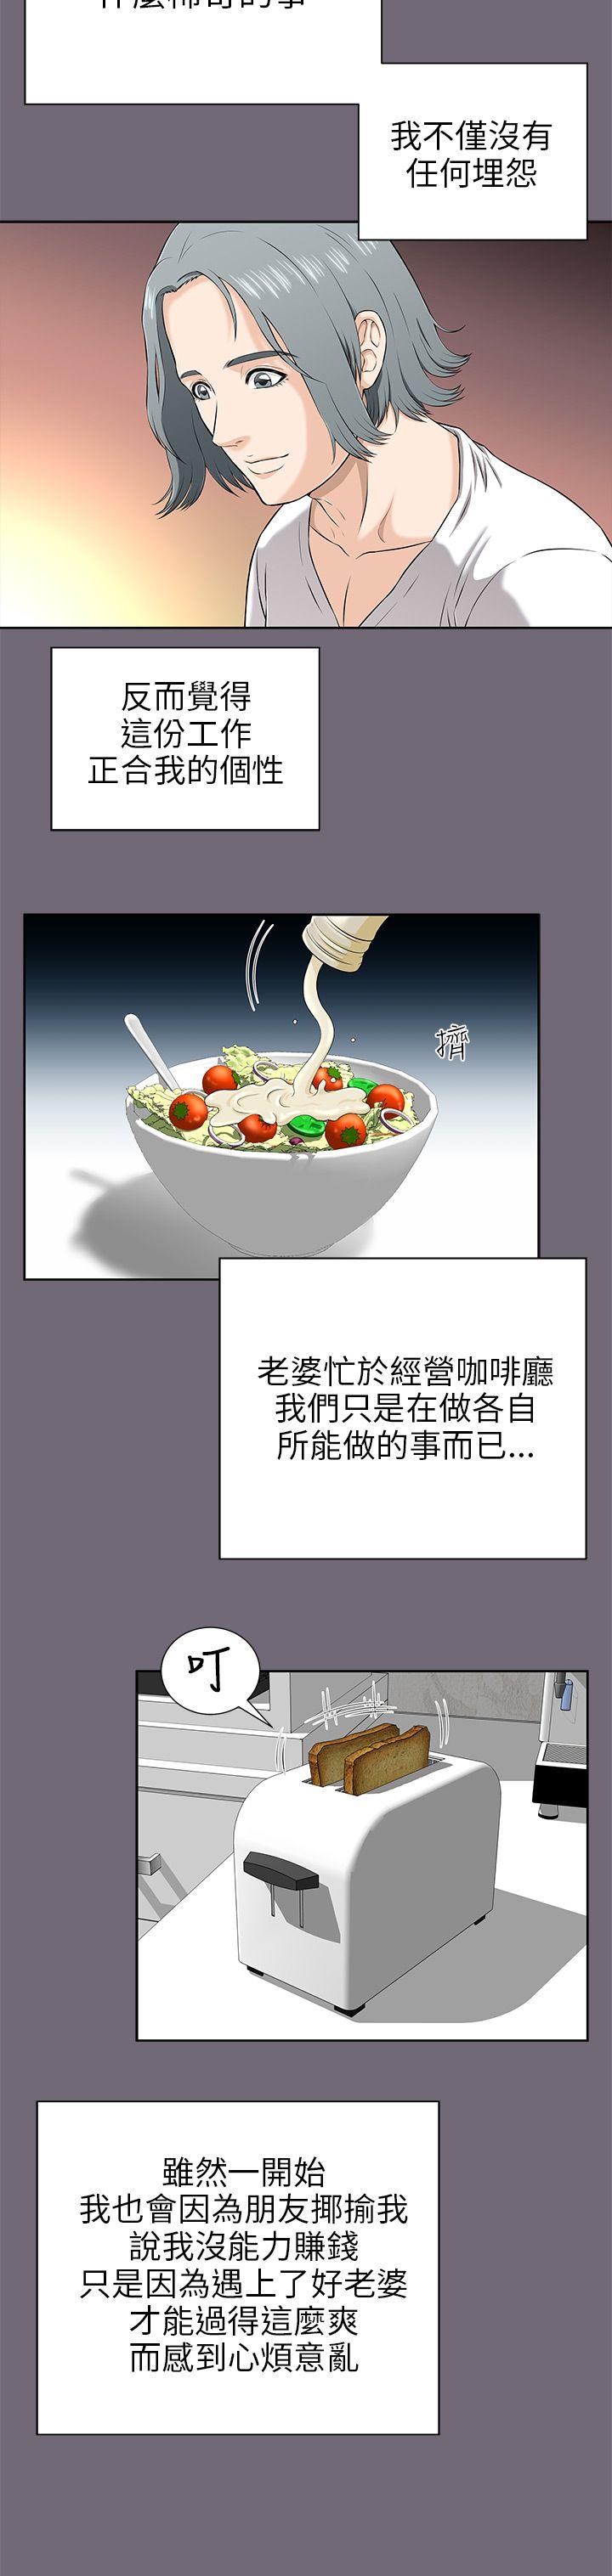 我不僅沒有
任何埋怨
反而覺得
這份工作
正合我的個性
擠
老婆忙於經營咖啡廳
我們只是在做各自
所能做的事而已...
叮
雖然一開始
我也會因為朋友揶揄我
說我沒能力賺錢
只是因為遇上了好老婆
才能過得這麼爽
而感到心煩意亂